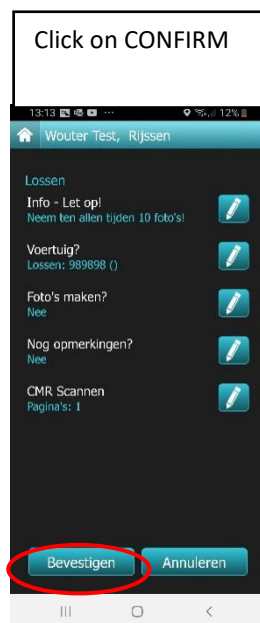 Click on CONFIRM
13:13 ... 12%
Wouter Test, Rijssen
Lossen
Info - Let op!
Neem ten allen tijden 10 foto's!
Voertuig?
Lossen: 989898 ()
Foto's maken?
Nee
Nog opmerkingen?
Nee
CMR Scannen
Pagina's: 1
Bevestigen Annuleren